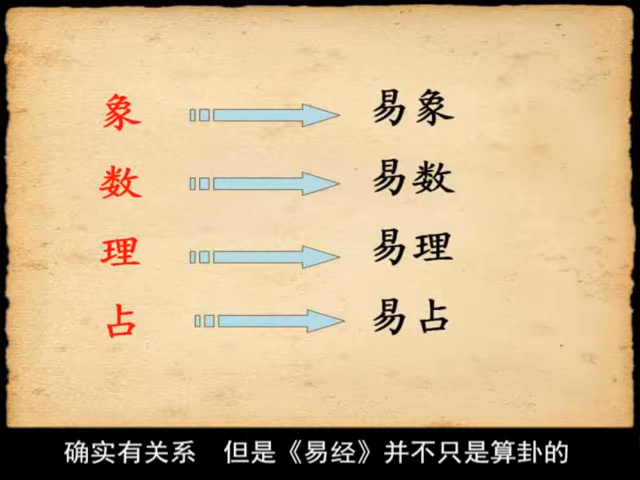 象 易象
数 易数
理 易理
占 易占
确实有关系 但是《易经》并不只是算卦的